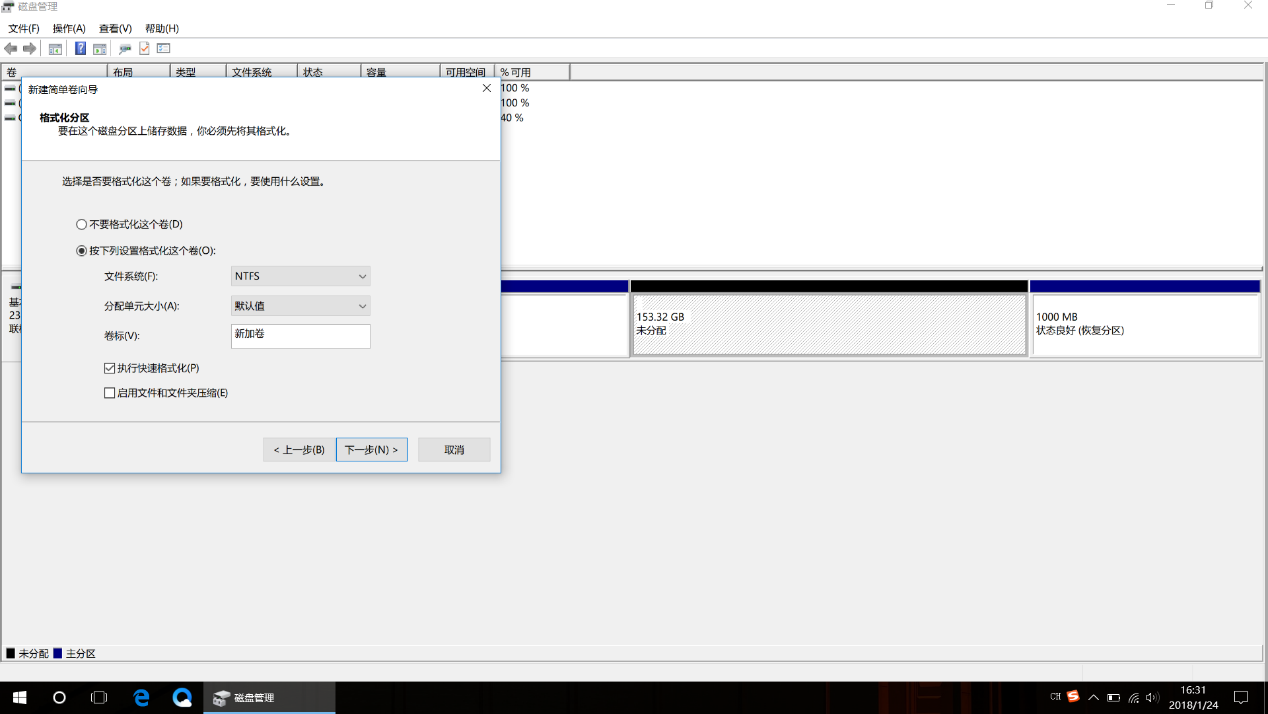 磁盘管理
文件(F) 操作(A) 查看(V) 帮助(H)
卷 布局 类型 文件系统 状态 容量 可用空间 % 可用
100 %
100 %
40 %
新建简单卷向导
格式化分区
要在这个磁盘分区上储存数据，你必须先将其格式化。
选择是否要格式化这个卷；如果要格式化，要使用什么设置。
不要格式化这个卷(D)
按下列设置格式化这个卷(O):
文件系统(F): NTFS
分配单元大小(A): 默认值
卷标(V): 新加卷
执行快速格式化(P)
启用文件和文件夹压缩(E)
< 上一步(B) 下一步(N) > 取消
153.32 GB
未分配
1000 MB
状态良好 (恢复分区)
未分配 主分区
磁盘管理
CH
16:31
2018/1/24